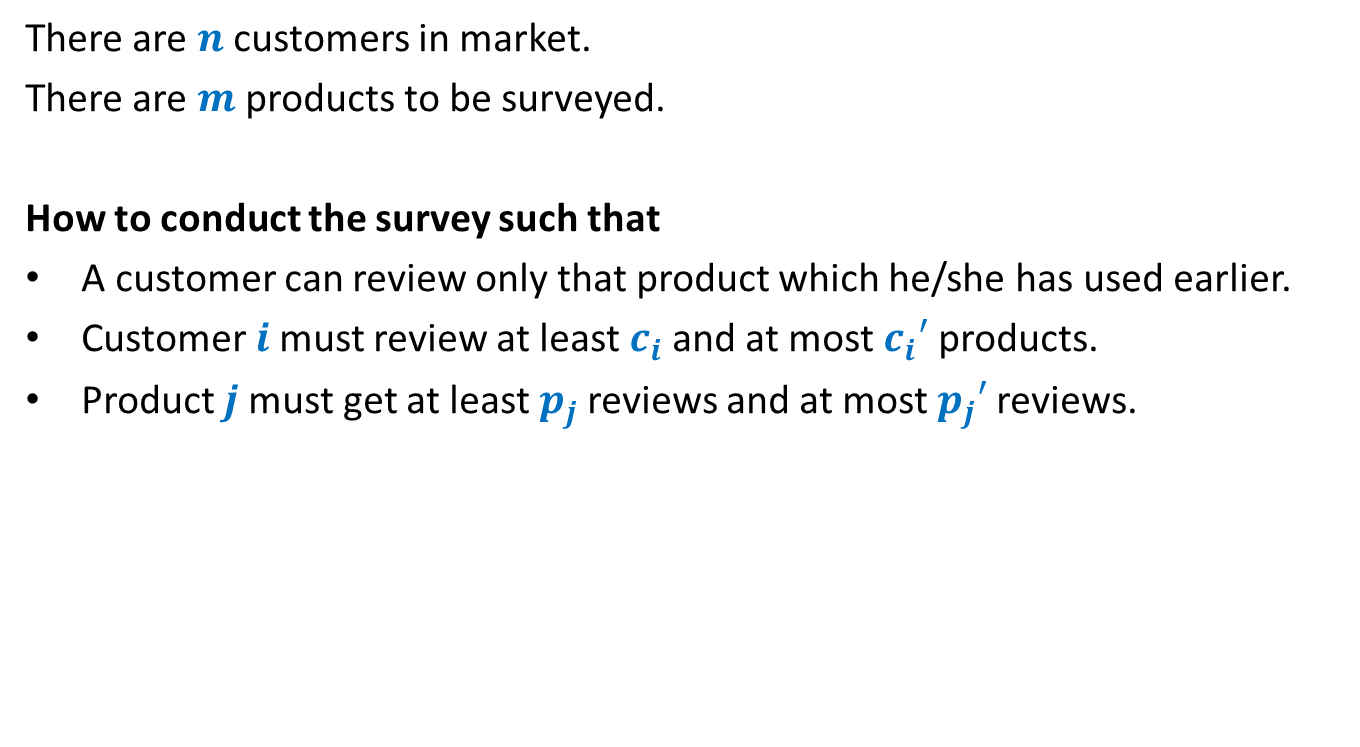 There are n customers in market.
There are m products to be surveyed.
How to conduct the survey such that
• A customer can review only that product which he/she has used earlier.
• Customer i must review at least cᵢ and at most cᵢ′ products.
• Product j must get at least pⱼ reviews and at most pⱼ′ reviews.